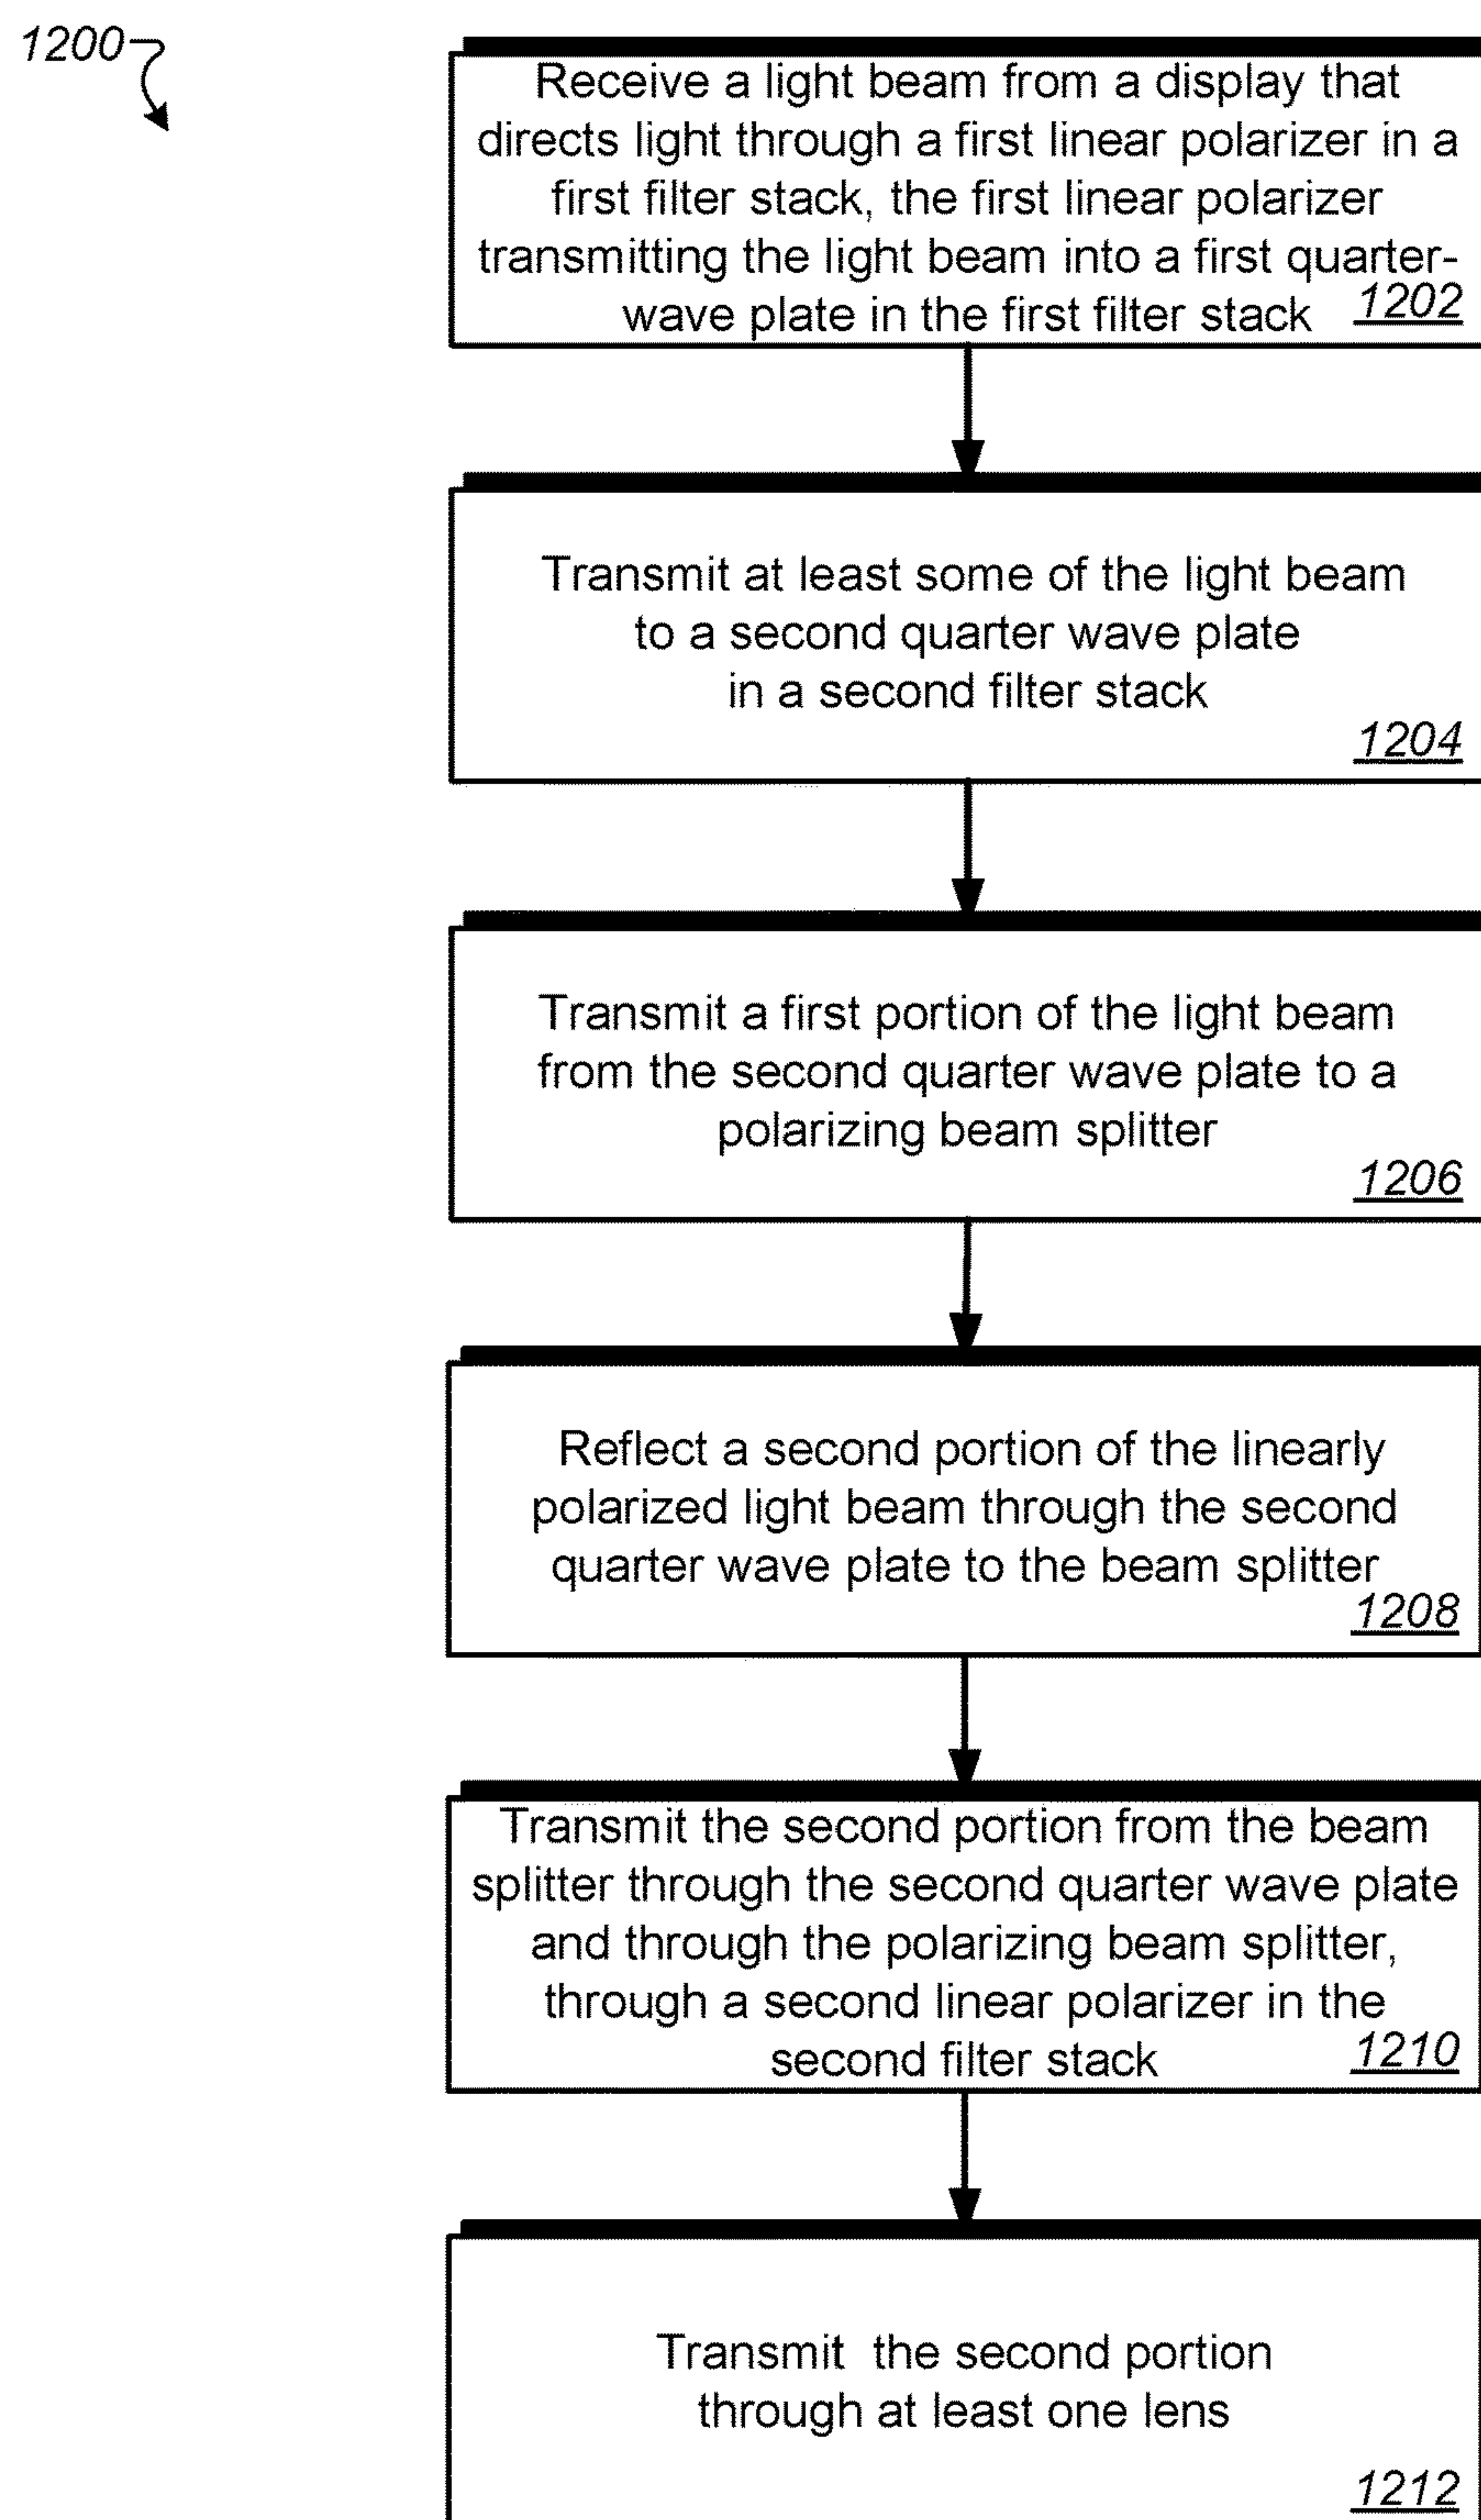 1200
Receive a light beam from a display that
directs light through a first linear polarizer in a
first filter stack, the first linear polarizer
transmitting the light beam into a first quarter-
wave plate in the first filter stack 1202
Transmit at least some of the light beam
to a second quarter wave plate
in a second filter stack
1204
Transmit a first portion of the light beam
from the second quarter wave plate to a
polarizing beam splitter
1206
Reflect a second portion of the linearly
polarized light beam through the second
quarter wave plate to the beam splitter
1208
Transmit the second portion from the beam
splitter through the second quarter wave plate
and through the polarizing beam splitter,
through a second linear polarizer in the
second filter stack 1210
Transmit the second portion
through at least one lens
1212